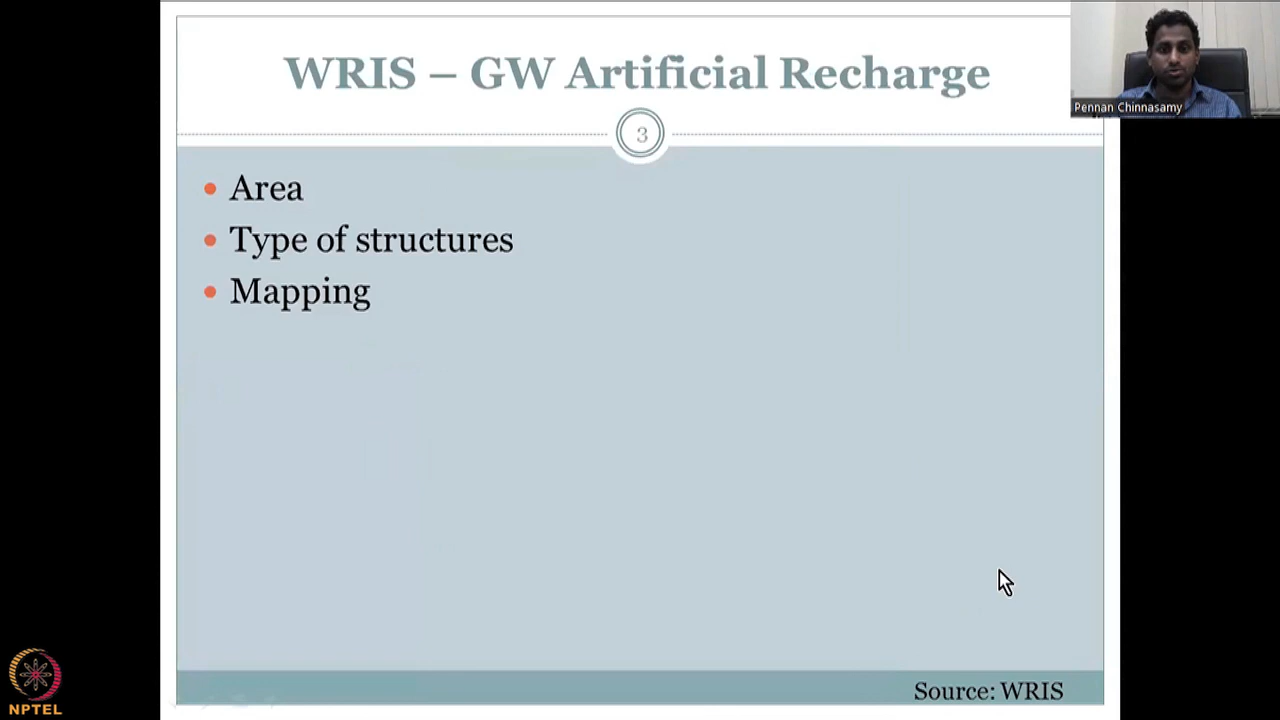 WRIS – GW Artificial Recharge
Pennan Chinnasamy
3
Area
Type of structures
Mapping
Source: WRIS
NPTEL